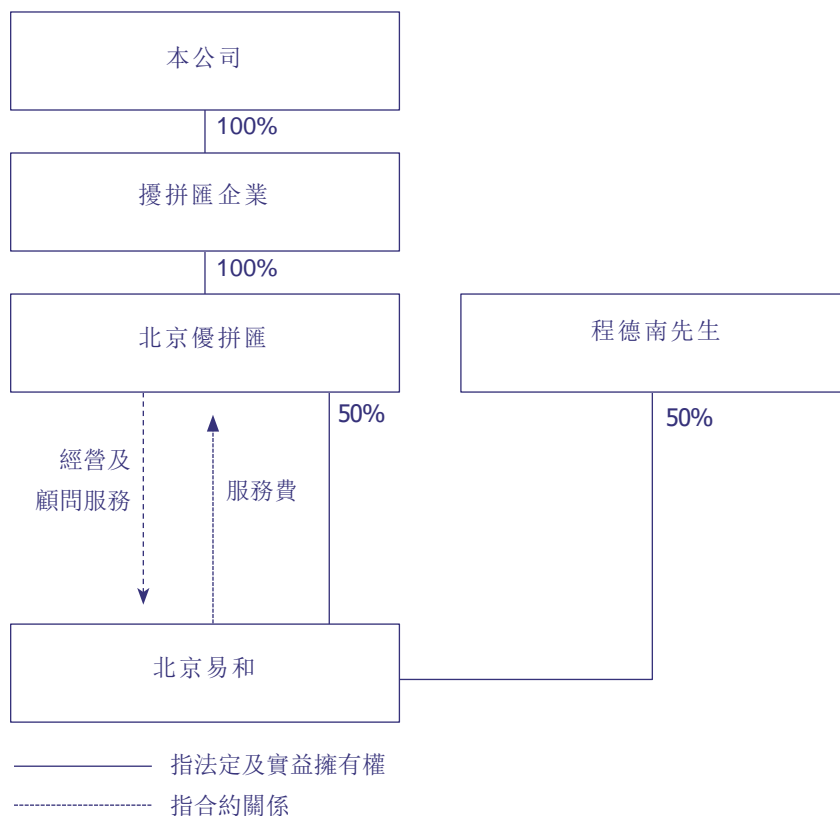 本公司
100%
擾拼匯企業
100%
北京優拼匯
程德南先生
50%
50%
經營及
顧問服務
服務費
北京易和
指法定及實益擁有權
指合約關係